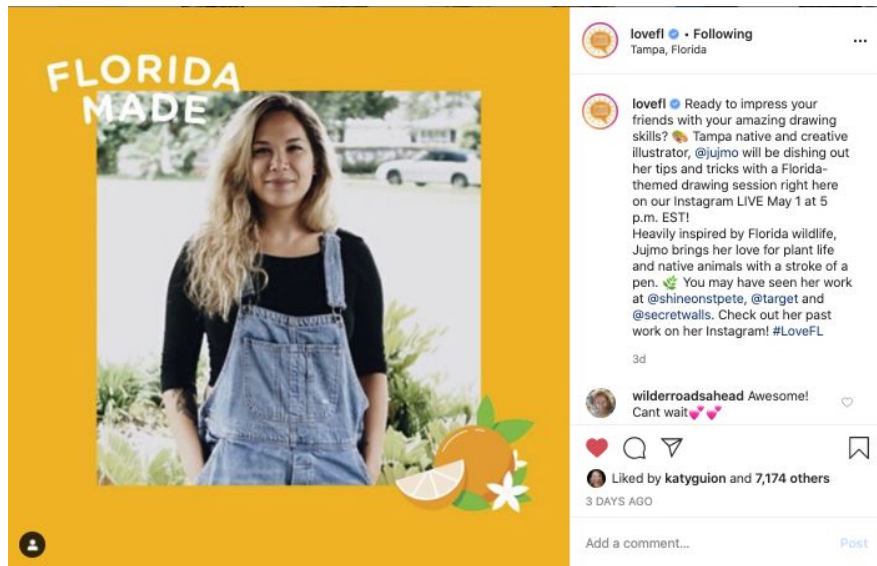 FLORIDA
MADE
lovefl • Following
Tampa, Florida
lovefl Ready to impress your
friends with your amazing drawing
skills? 🎨 Tampa native and creative
illustrator, @jujmo will be dishing out
her tips and tricks with a Florida-
themed drawing session right here
on our Instagram LIVE May 1 at 5
p.m. EST!
Heavily inspired by Florida wildlife,
Jujmo brings her love for plant life
and native animals with a stroke of a
pen. 🌿 You may have seen her work
at @shineonstpete, @target and
@secretwalls. Check out her past
work on her Instagram! #LoveFL
3d
wilderroadsahead Awesome!
Cant wait💞💞
Liked by katyguion and 7,174 others
3 DAYS AGO
Add a comment...
Post